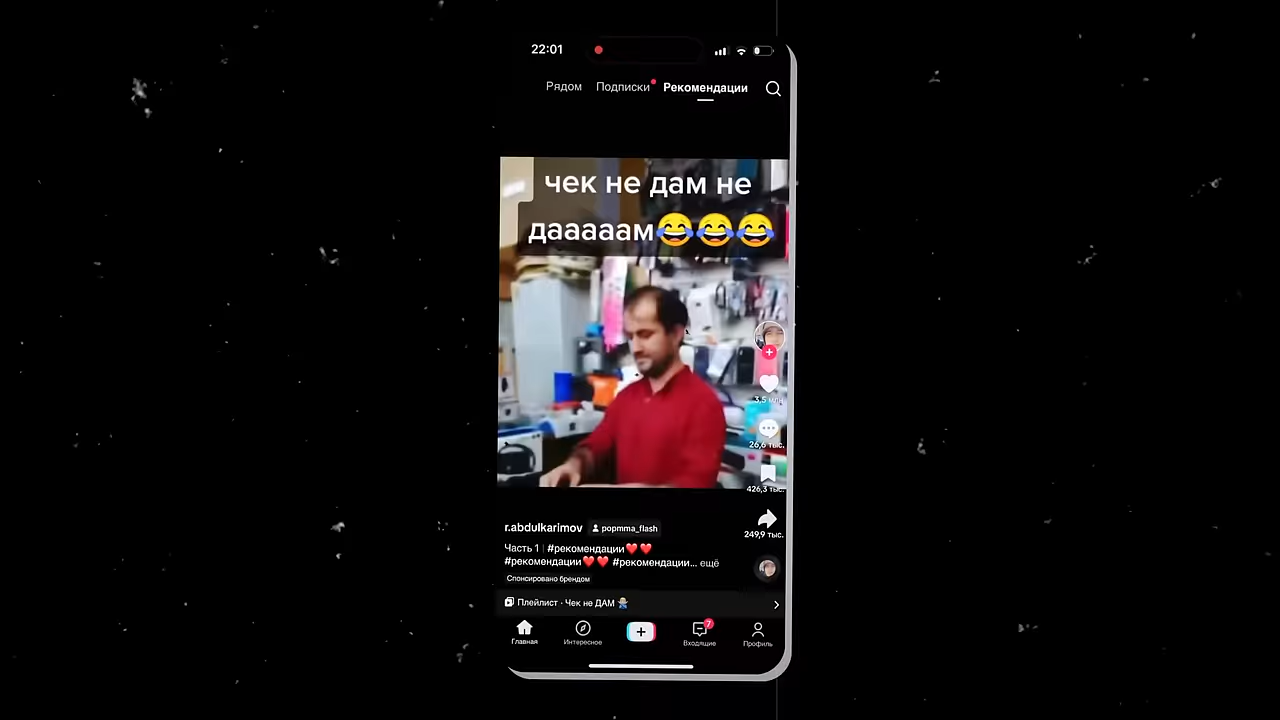 22:01
Рядом Подписки Рекомендации
чек не дам не
дааааам😂😂😂
3,5 млн
26,6 тыс.
426,3 тыс.
249,9 тыс.
r.abdulkarimov popmma_flash
Часть 1 | #рекомендации❤️❤️
#рекомендации❤️❤️ #рекомендации... ещё
Спонсировано брендом
Плейлист · Чек не ДАМ 🤷‍♂️
Главная Интересное Входящие 7 Профиль